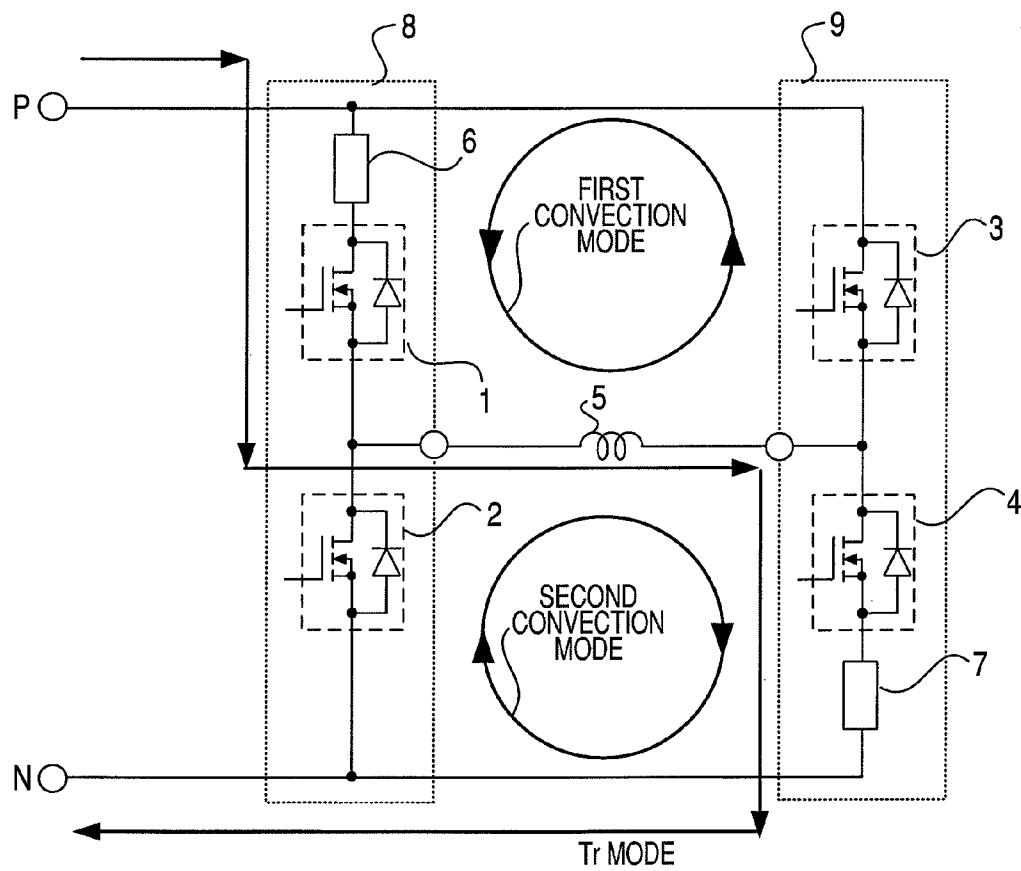 8
9
P
6
FIRST
CONVECTION
MODE
3
1
5
2
4
SECOND
CONVECTION
MODE
7
N
Tr MODE